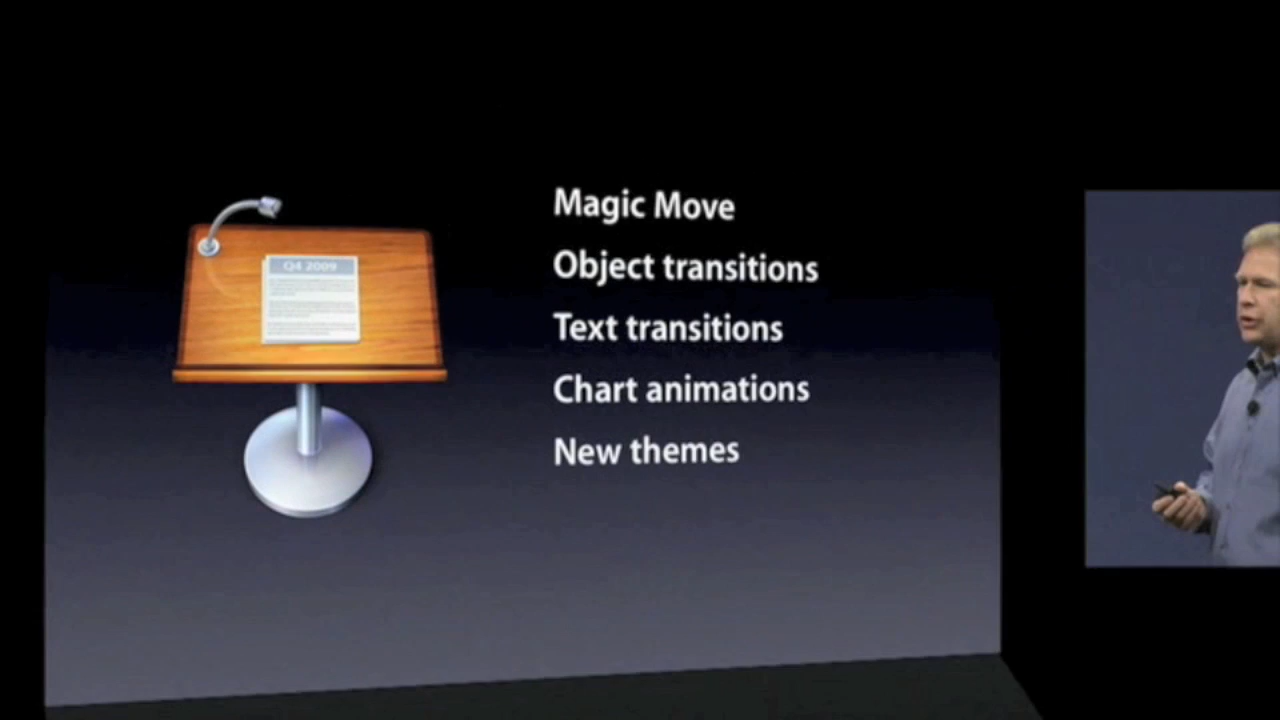 Q4 2009
Magic Move
Object transitions
Text transitions
Chart animations
New themes